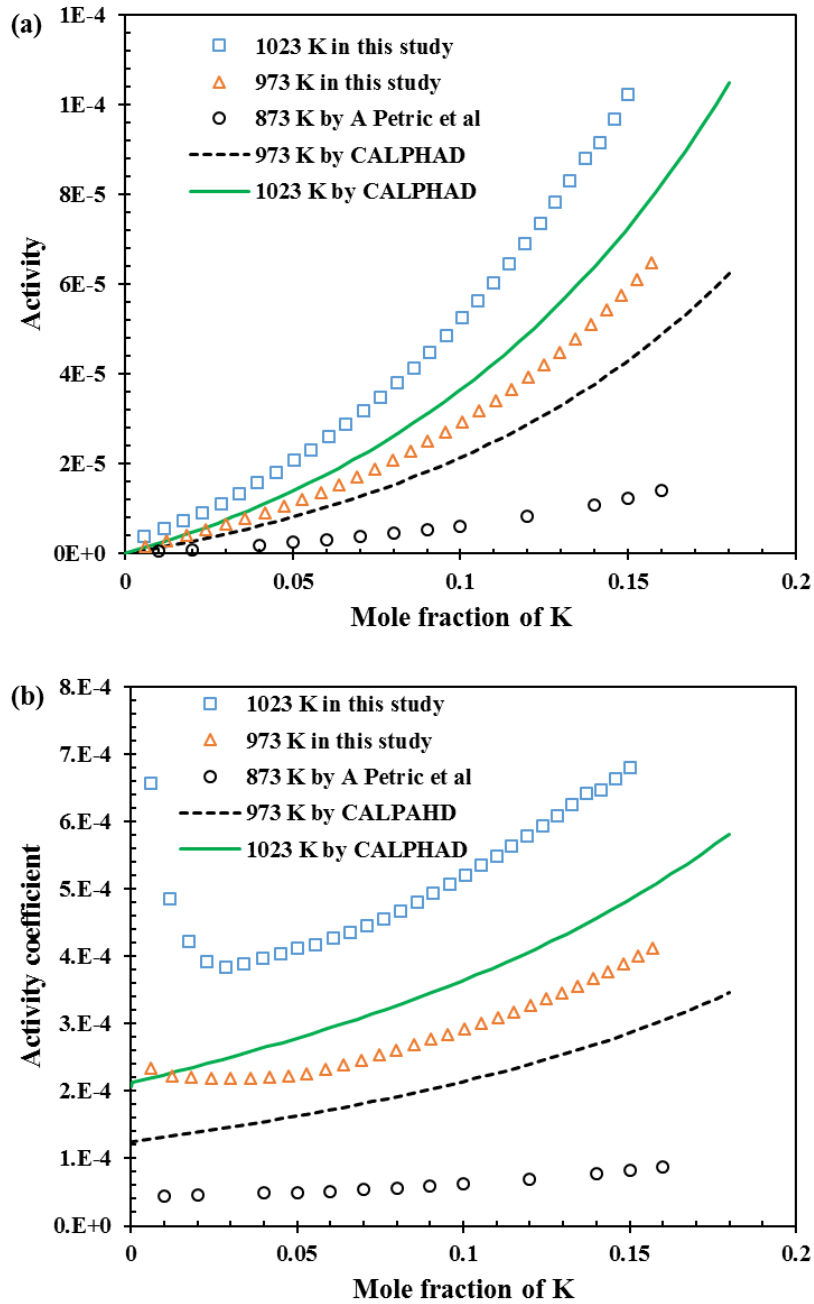 (a)
1E-4
1E-4
8E-5
6E-5
4E-5
2E-5
0E+0
Activity
1023 K in this study
973 K in this study
873 K by A Petric et al
973 K by CALPHAD
1023 K by CALPHAD
0
0.05
0.1
0.15
0.2
Mole fraction of K
(b)
8.E-4
7.E-4
6.E-4
5.E-4
4.E-4
3.E-4
2.E-4
1.E-4
0.E+0
Activity coefficient
1023 K in this study
973 K in this study
873 K by A Petric et al
973 K by CALPAHD
1023 K by CALPHAD
0
0.05
0.1
0.15
0.2
Mole fraction of K